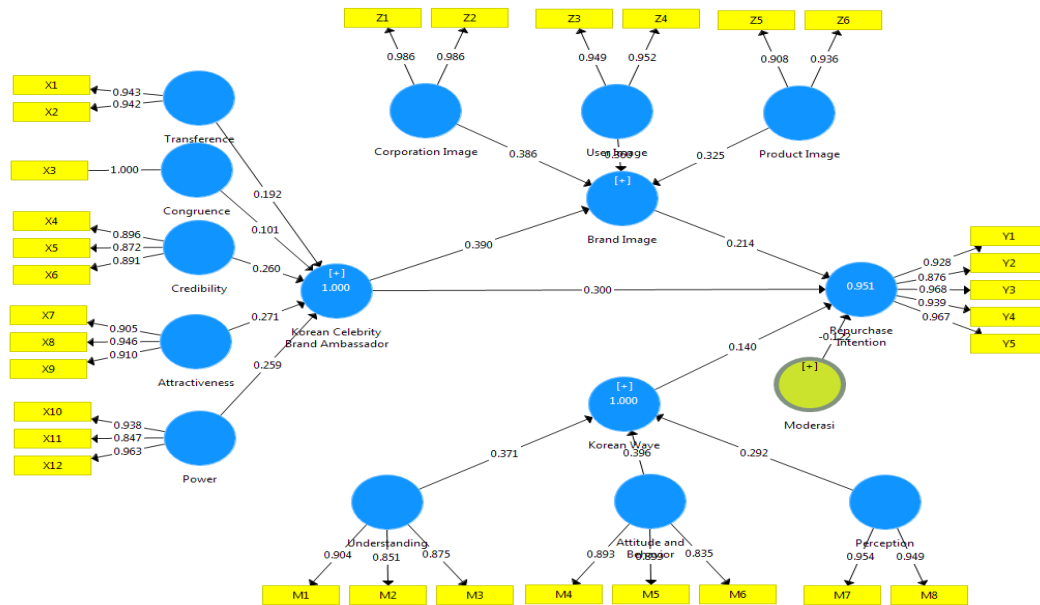 Z1
Z2
Z3
Z4
Z5
Z6
0.986
0.986
0.949
0.952
0.908
0.936
X1
X2
0.943
0.942
Transference
Corporation Image
User Image
Product Image
0.386
0.325
X3
1.000
Congruence
0.192
0.101
[+]
Brand Image
X4
X5
X6
0.896
0.872
0.891
Credibility
0.260
[+]
1.000
Korean Celebrity
Brand Ambassador
0.390
0.300
0.214
0.951
Repurchase
Intention
Y1
Y2
Y3
Y4
Y5
0.928
0.876
0.968
0.939
0.967
X7
X8
X9
0.905
0.946
0.910
Attractiveness
0.271
0.259
X10
X11
X12
0.938
0.847
0.963
Power
0.140
[+]
Moderasi
[+]
1.000
Korean Wave
0.371
0.396
0.292
Understanding
Attitude and
Behavior
Perception
0.904
0.851
0.875
0.893
0.835
0.954
0.949
M1
M2
M3
M4
M5
M6
M7
M8